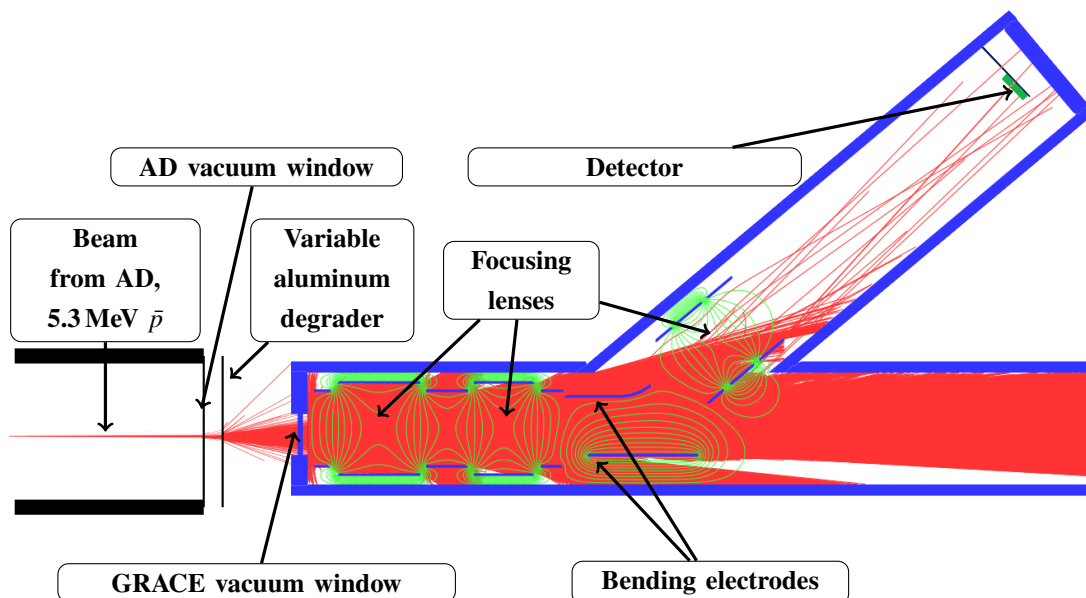 AD vacuum window
Detector
Beam
from AD,
5.3 MeV p̄
Variable
aluminum
degrader
Focusing
lenses
GRACE vacuum window
Bending electrodes